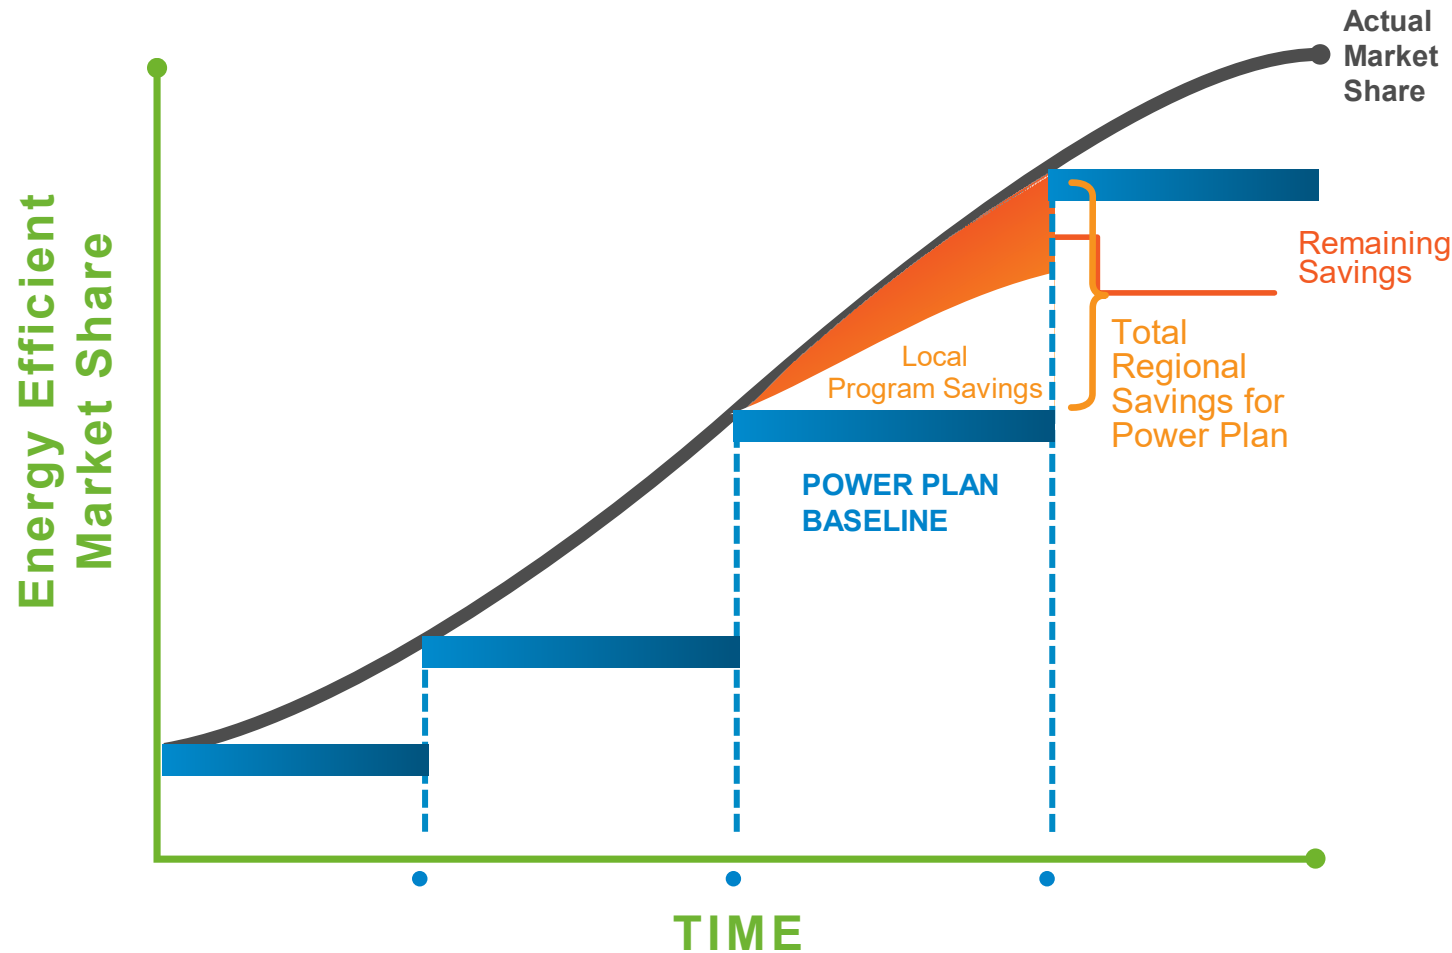 Actual
Market
Share
Energy Efficient
Market Share
Remaining
Savings
Total
Regional
Savings for
Power Plan
Local
Program Savings
POWER PLAN
BASELINE
TIME